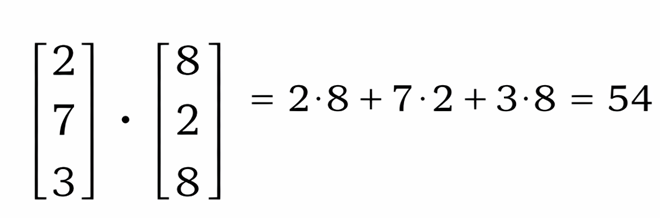 [2 7 3] · [8 2 8] = 2·8 + 7·2 + 3·8 = 54